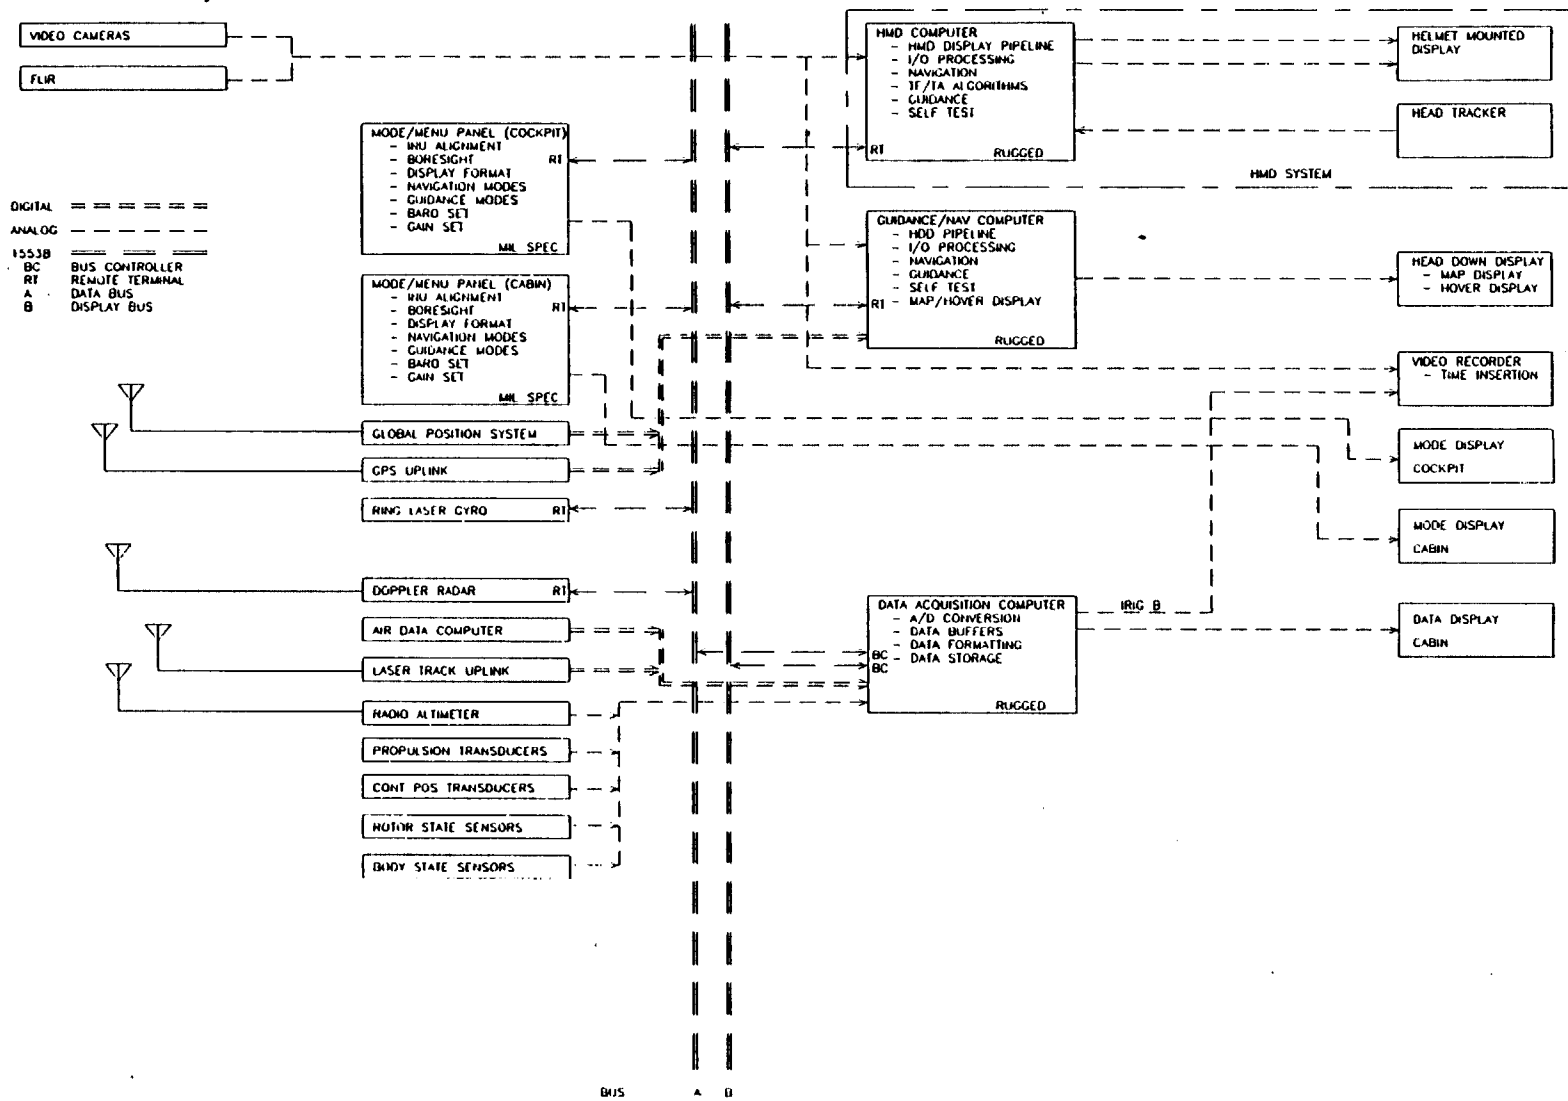 VIDEO CAMERAS
FLIR
DIGITAL
ANALOG
1553B
BC BUS CONTROLLER
RT REMOTE TERMINAL
A DATA BUS
B DISPLAY BUS
MODE/MENU PANEL (COCKPIT)
- INU ALIGNMENT
RT
- BORESIGHT
- DISPLAY FORMAT
- NAVIGATION MODES
- GUIDANCE MODES
- BARO SET
- GAIN SET
MIL SPEC
MODE/MENU PANEL (CABIN)
- INU ALIGNMENT
RT
- BORESIGHT
- DISPLAY FORMAT
- NAVIGATION MODES
- GUIDANCE MODES
- BARO SET
- GAIN SET
MIL SPEC
GLOBAL POSITION SYSTEM
GPS UPLINK
RING LASER GYRO RT
DOPPLER RADAR RT
AIR DATA COMPUTER
LASER TRACK UPLINK
RADIO ALTIMETER
PROPULSION TRANSDUCERS
CONT POS TRANSDUCERS
ROTOR STATE SENSORS
BODY STATE SENSORS
HMD COMPUTER
- HMD DISPLAY PIPELINE
- I/O PROCESSING
- NAVIGATION
- TF/TA ALGORITHMS
- GUIDANCE
- SELF TEST
RT
RUGGED
HELMET MOUNTED
DISPLAY
HEAD TRACKER
HMD SYSTEM
GUIDANCE/NAV COMPUTER
- HDD PIPELINE
- I/O PROCESSING
- NAVIGATION
- GUIDANCE
- SELF TEST
RT - MAP/HOVER DISPLAY
RUGGED
HEAD DOWN DISPLAY
- MAP DISPLAY
- HOVER DISPLAY
VIDEO RECORDER
- TIME INSERTION
MODE DISPLAY
COCKPIT
MODE DISPLAY
CABIN
DATA ACQUISITION COMPUTER
- A/D CONVERSION
- DATA BUFFERS
- DATA FORMATTING
BC - DATA STORAGE
BC
RUGGED
IRIG B
DATA DISPLAY
CABIN
BUS A B